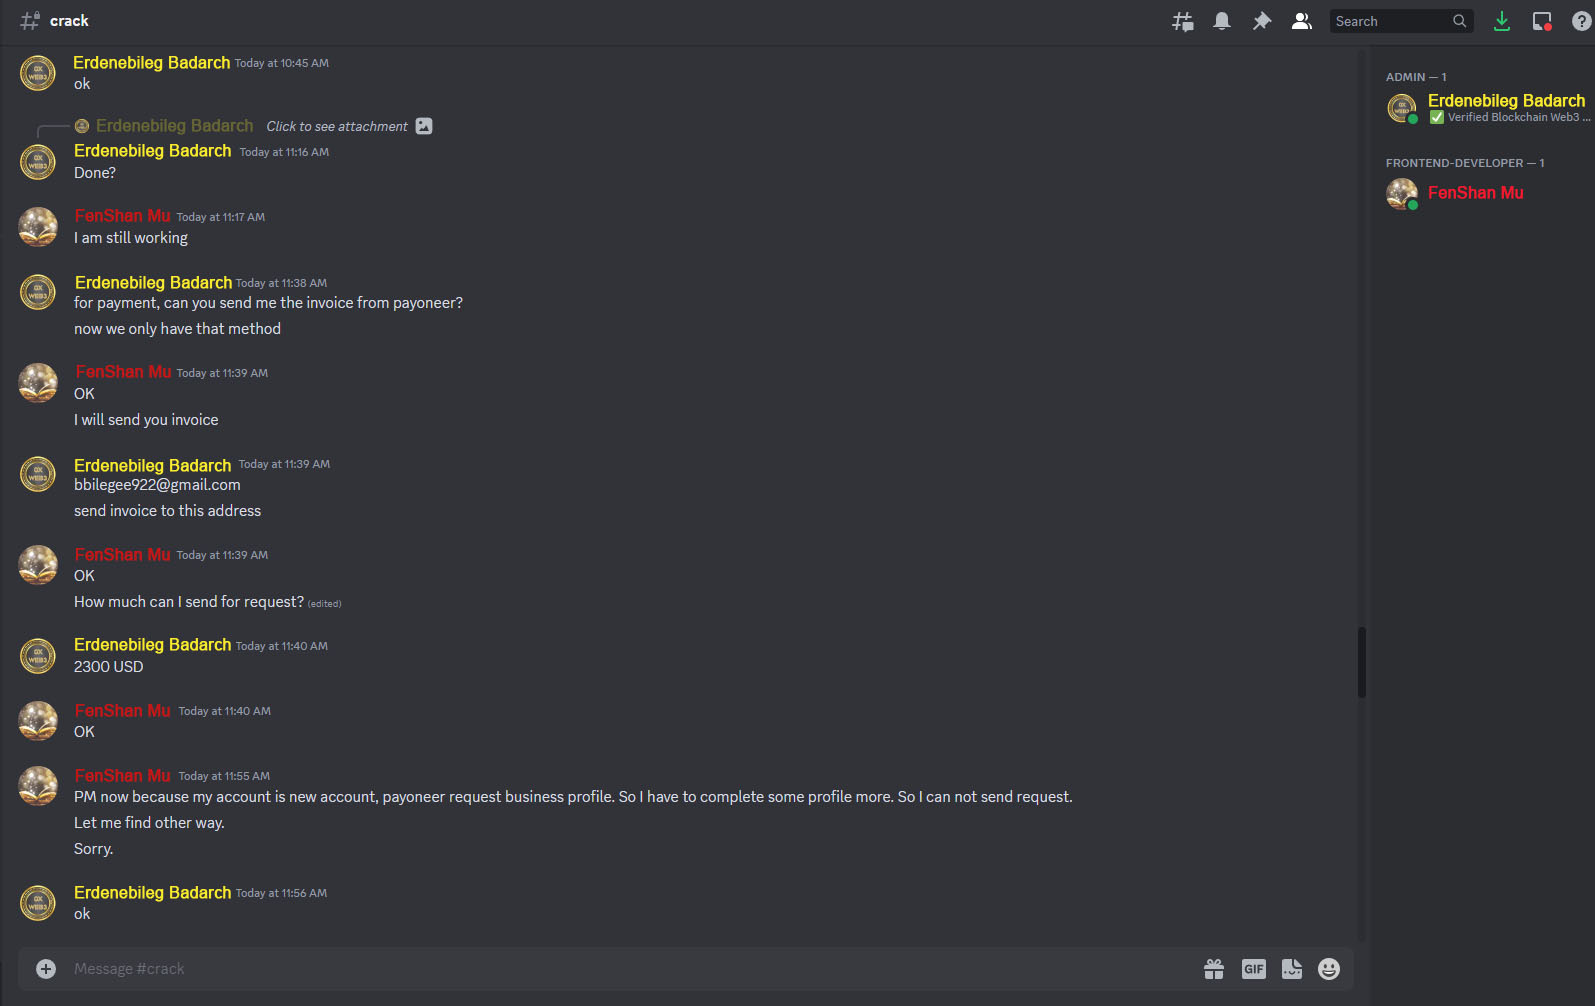 crack
Search
Erdenebileg Badarch Today at 10:45 AM
ok
Erdenebileg Badarch Click to see attachment
Erdenebileg Badarch Today at 11:16 AM
Done?
FenShan Mu Today at 11:17 AM
I am still working
Erdenebileg Badarch Today at 11:38 AM
for payment, can you send me the invoice from payoneer?
now we only have that method
FenShan Mu Today at 11:39 AM
OK
I will send you invoice
Erdenebileg Badarch Today at 11:39 AM
bbilegee922@gmail.com
send invoice to this address
FenShan Mu Today at 11:39 AM
OK
How much can I send for request? (edited)
Erdenebileg Badarch Today at 11:40 AM
2300 USD
FenShan Mu Today at 11:40 AM
OK
FenShan Mu Today at 11:55 AM
PM now because my account is new account, payoneer request business profile. So I have to complete some profile more. So I can not send request.
Let me find other way.
Sorry.
Erdenebileg Badarch Today at 11:56 AM
ok
Message #crack
GIF
ADMIN — 1
Erdenebileg Badarch
Verified Blockchain Web3 ...
FRONTEND-DEVELOPER — 1
FenShan Mu